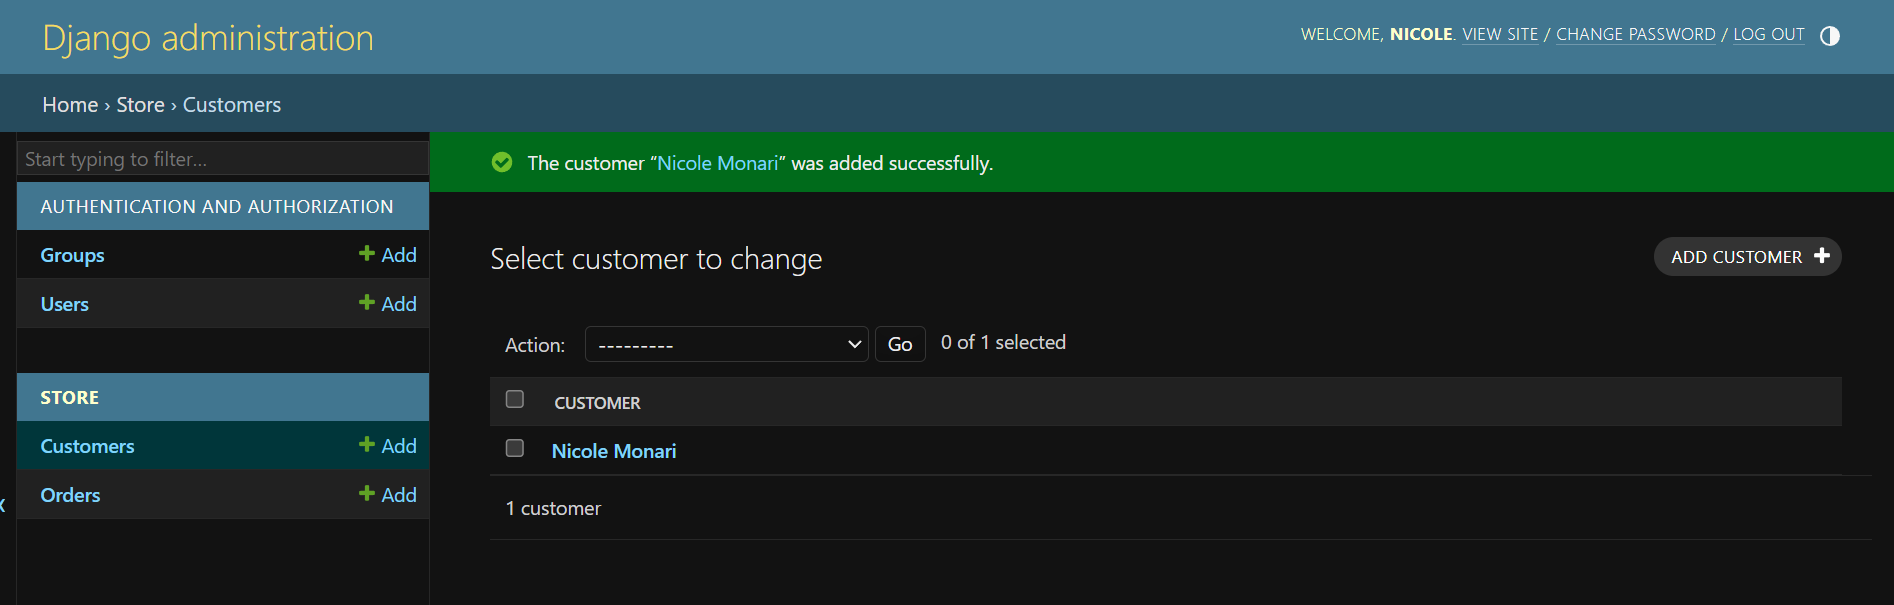 Django administration
WELCOME, NICOLE. VIEW SITE / CHANGE PASSWORD / LOG OUT
Home › Store › Customers
Start typing to filter...
AUTHENTICATION AND AUTHORIZATION
Groups + Add
Users + Add
STORE
Customers + Add
Orders + Add
The customer “Nicole Monari” was added successfully.
Select customer to change
ADD CUSTOMER +
Action: --------- Go 0 of 1 selected
CUSTOMER
Nicole Monari
1 customer